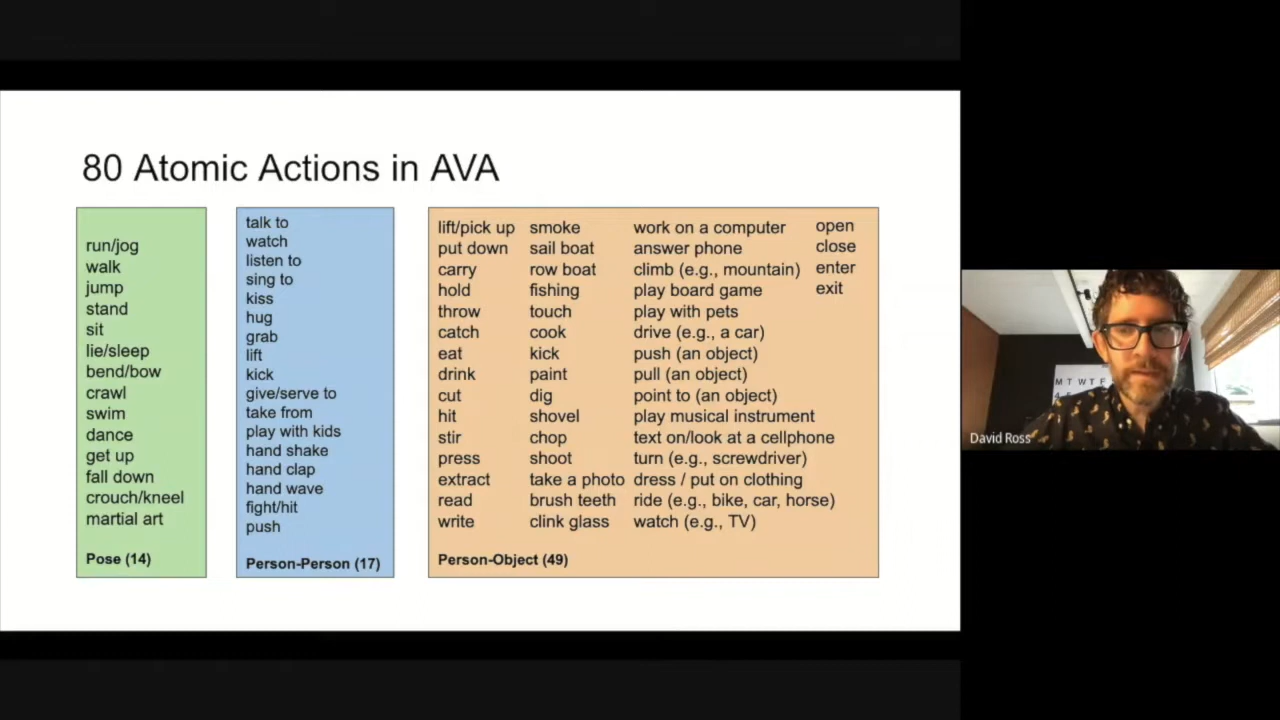 80 Atomic Actions in AVA
run/jog
walk
jump
stand
sit
lie/sleep
bend/bow
crawl
swim
dance
get up
fall down
crouch/kneel
martial art
Pose (14)
talk to
watch
listen to
sing to
kiss
hug
grab
lift
kick
give/serve to
take from
play with kids
hand shake
hand clap
hand wave
fight/hit
push
Person-Person (17)
lift/pick up
put down
carry
hold
throw
catch
eat
drink
cut
hit
stir
press
extract
read
write
smoke
sail boat
row boat
fishing
touch
cook
kick
paint
dig
shovel
chop
shoot
take a photo
brush teeth
clink glass
work on a computer
answer phone
climb (e.g., mountain)
play board game
play with pets
drive (e.g., a car)
push (an object)
pull (an object)
point to (an object)
play musical instrument
text on/look at a cellphone
turn (e.g., screwdriver)
dress / put on clothing
ride (e.g., bike, car, horse)
watch (e.g., TV)
open
close
enter
exit
Person-Object (49)
M T W T F
David Ross